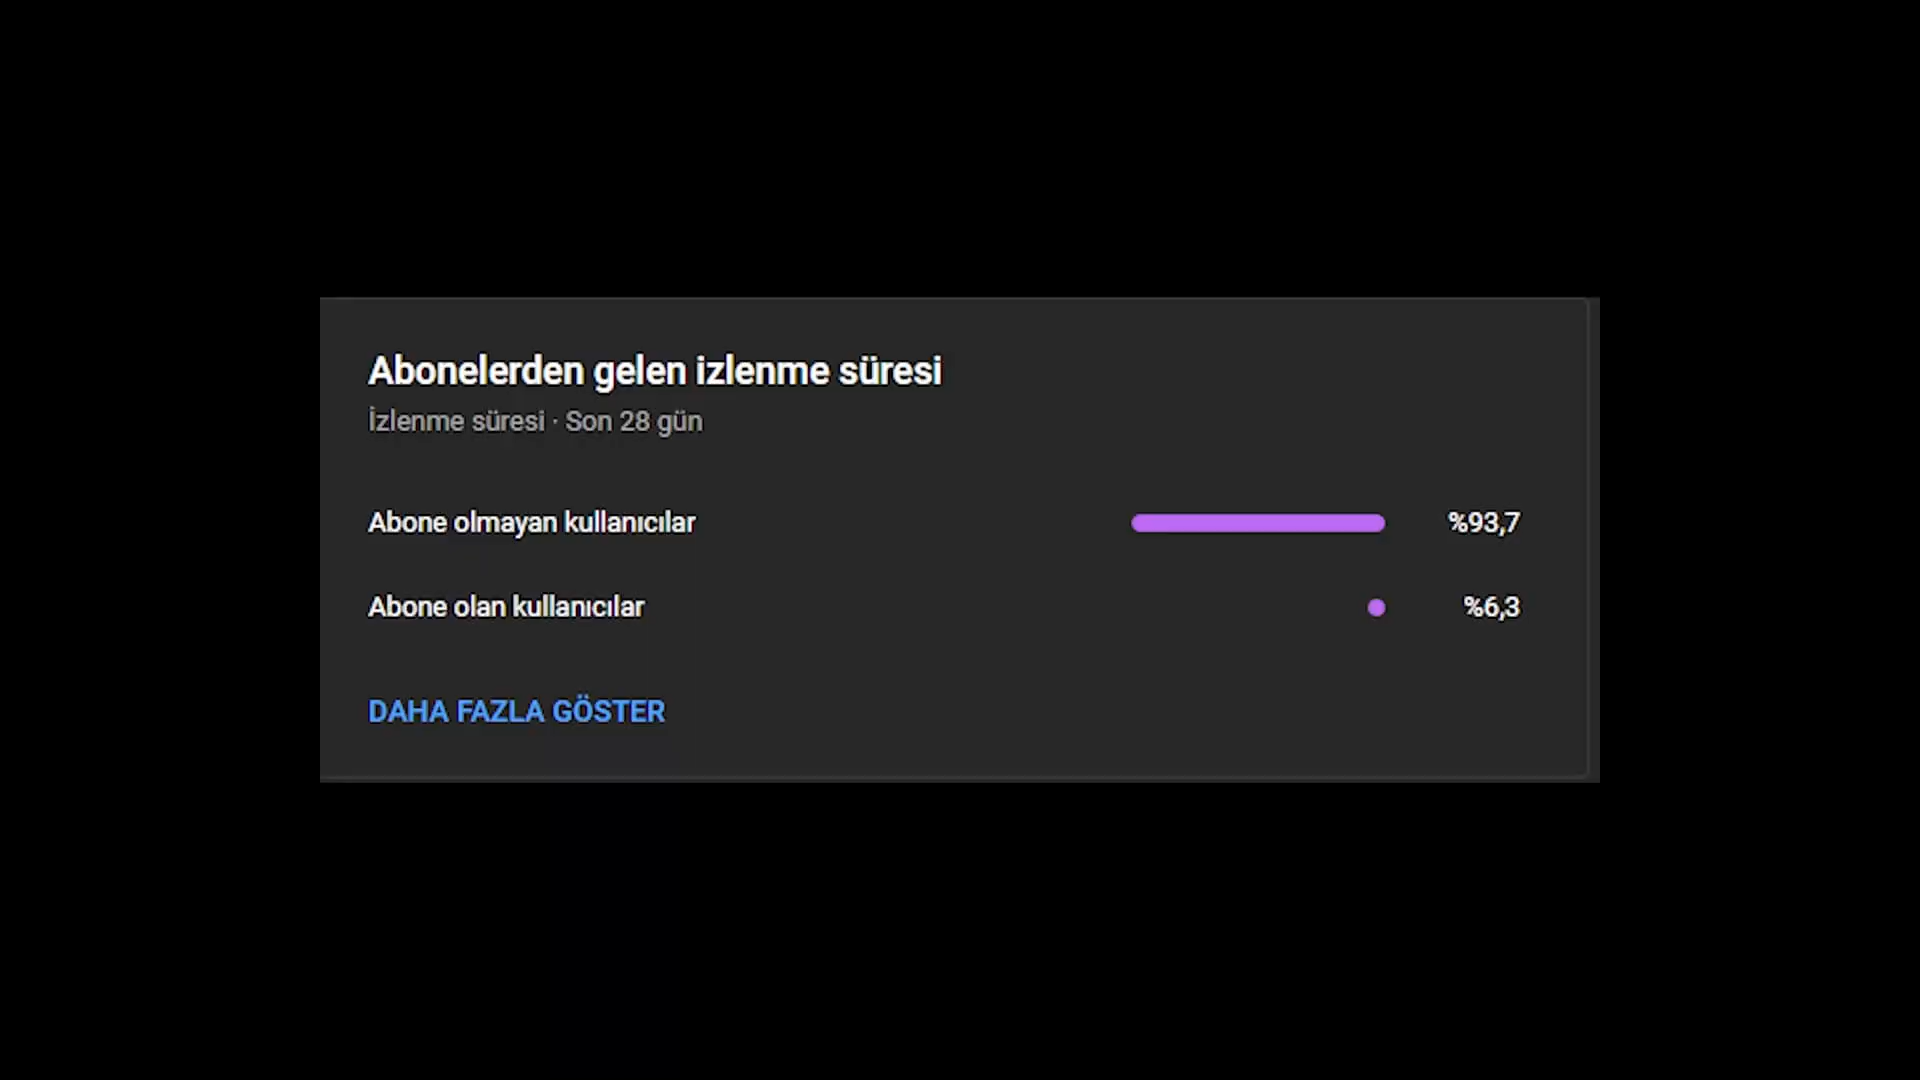 Abonelerden gelen izlenme süresi
İzlenme süresi · Son 28 gün
Abone olmayan kullanıcılar %93,7
Abone olan kullanıcılar %6,3
DAHA FAZLA GÖSTER